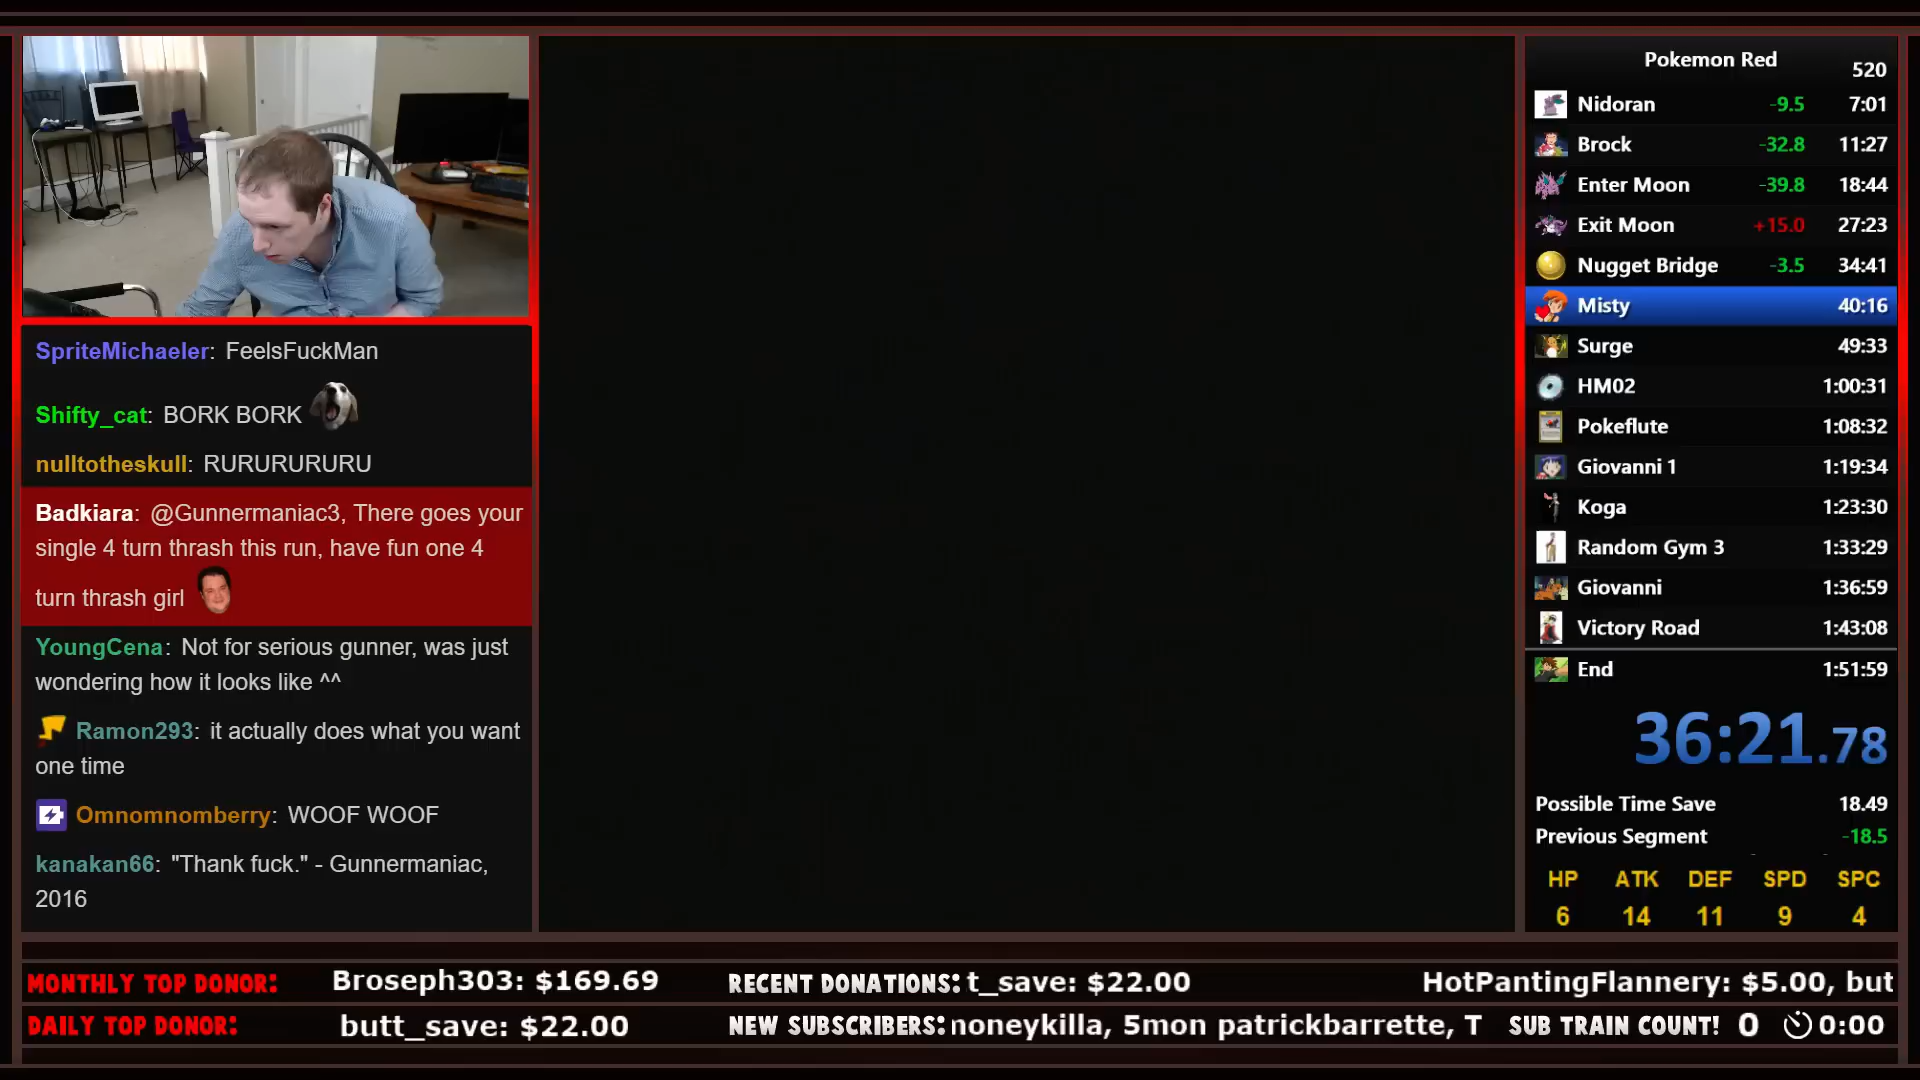 SpriteMichaeler: FeelsFuckMan
Shifty_cat: BORK BORK
nulltotheskull: RURURURURU
Badkiara: @Gunnermaniac3, There goes your
single 4 turn thrash this run, have fun one 4
turn thrash girl
YoungCena: Not for serious gunner, was just
wondering how it looks like ^^
Ramon293: it actually does what you want
one time
Omnomnomberry: WOOF WOOF
kanakan66: "Thank fuck." - Gunnermaniac,
2016
Pokemon Red
520
Nidoran -9.5 7:01
Brock -32.8 11:27
Enter Moon -39.8 18:44
Exit Moon +15.0 27:23
Nugget Bridge -3.5 34:41
Misty 40:16
Surge 49:33
HM02 1:00:31
Pokeflute 1:08:32
Giovanni 1 1:19:34
Koga 1:23:30
Random Gym 3 1:33:29
Giovanni 1:36:59
Victory Road 1:43:08
End 1:51:59
36:21.78
Possible Time Save 18.49
Previous Segment -18.5
HP ATK DEF SPD SPC
6 14 11 9 4
MONTHLY TOP DONOR: Broseph303: $169.69 RECENT DONATIONS: t_save: $22.00 HotPantingFlannery: $5.00, but
DAILY TOP DONOR: butt_save: $22.00 NEW SUBSCRIBERS: noneykilla, 5mon patrickbarrette, T SUB TRAIN COUNT! 0 0:00